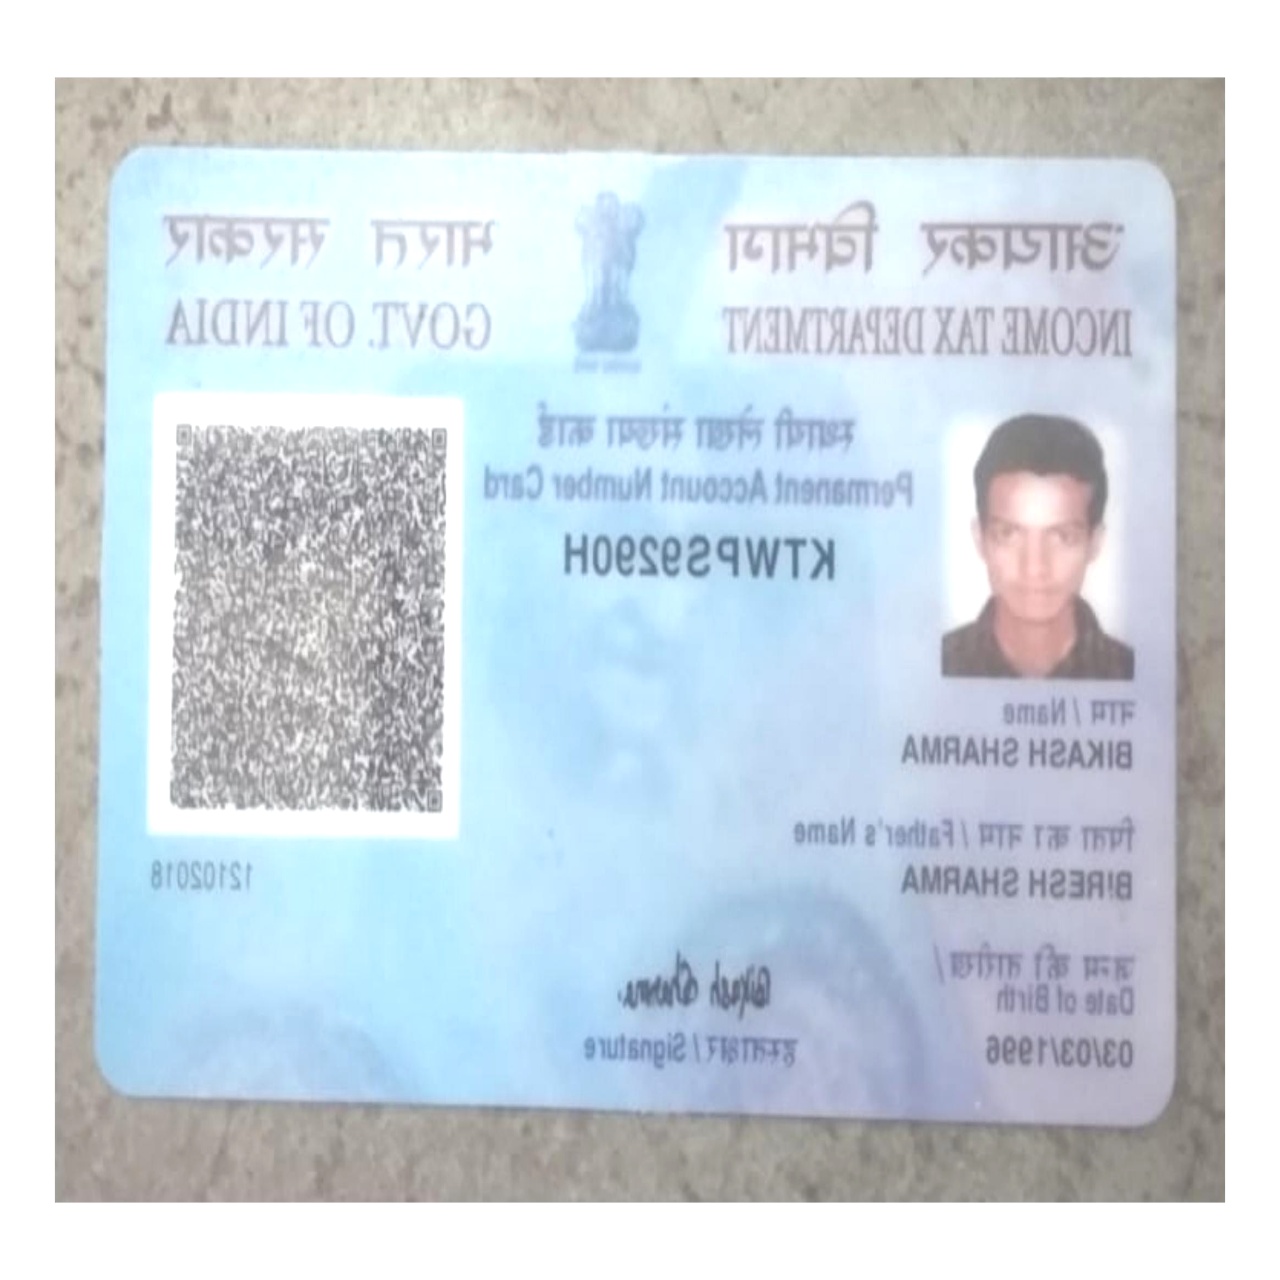 आयकर विभाग
INCOME TAX DEPARTMENT
भारत सरकार
GOVT. OF INDIA
स्थायी लेखा संख्या कार्ड
Permanent Account Number Card
KTWPS9290H
नाम / Name
BIKASH SHARMA
पिता का नाम / Father's Name
BIRESH SHARMA
जन्म की तारीख /
Date of Birth
03/03/1996
Bikash Sharma.
हस्ताक्षर / Signature
12102018